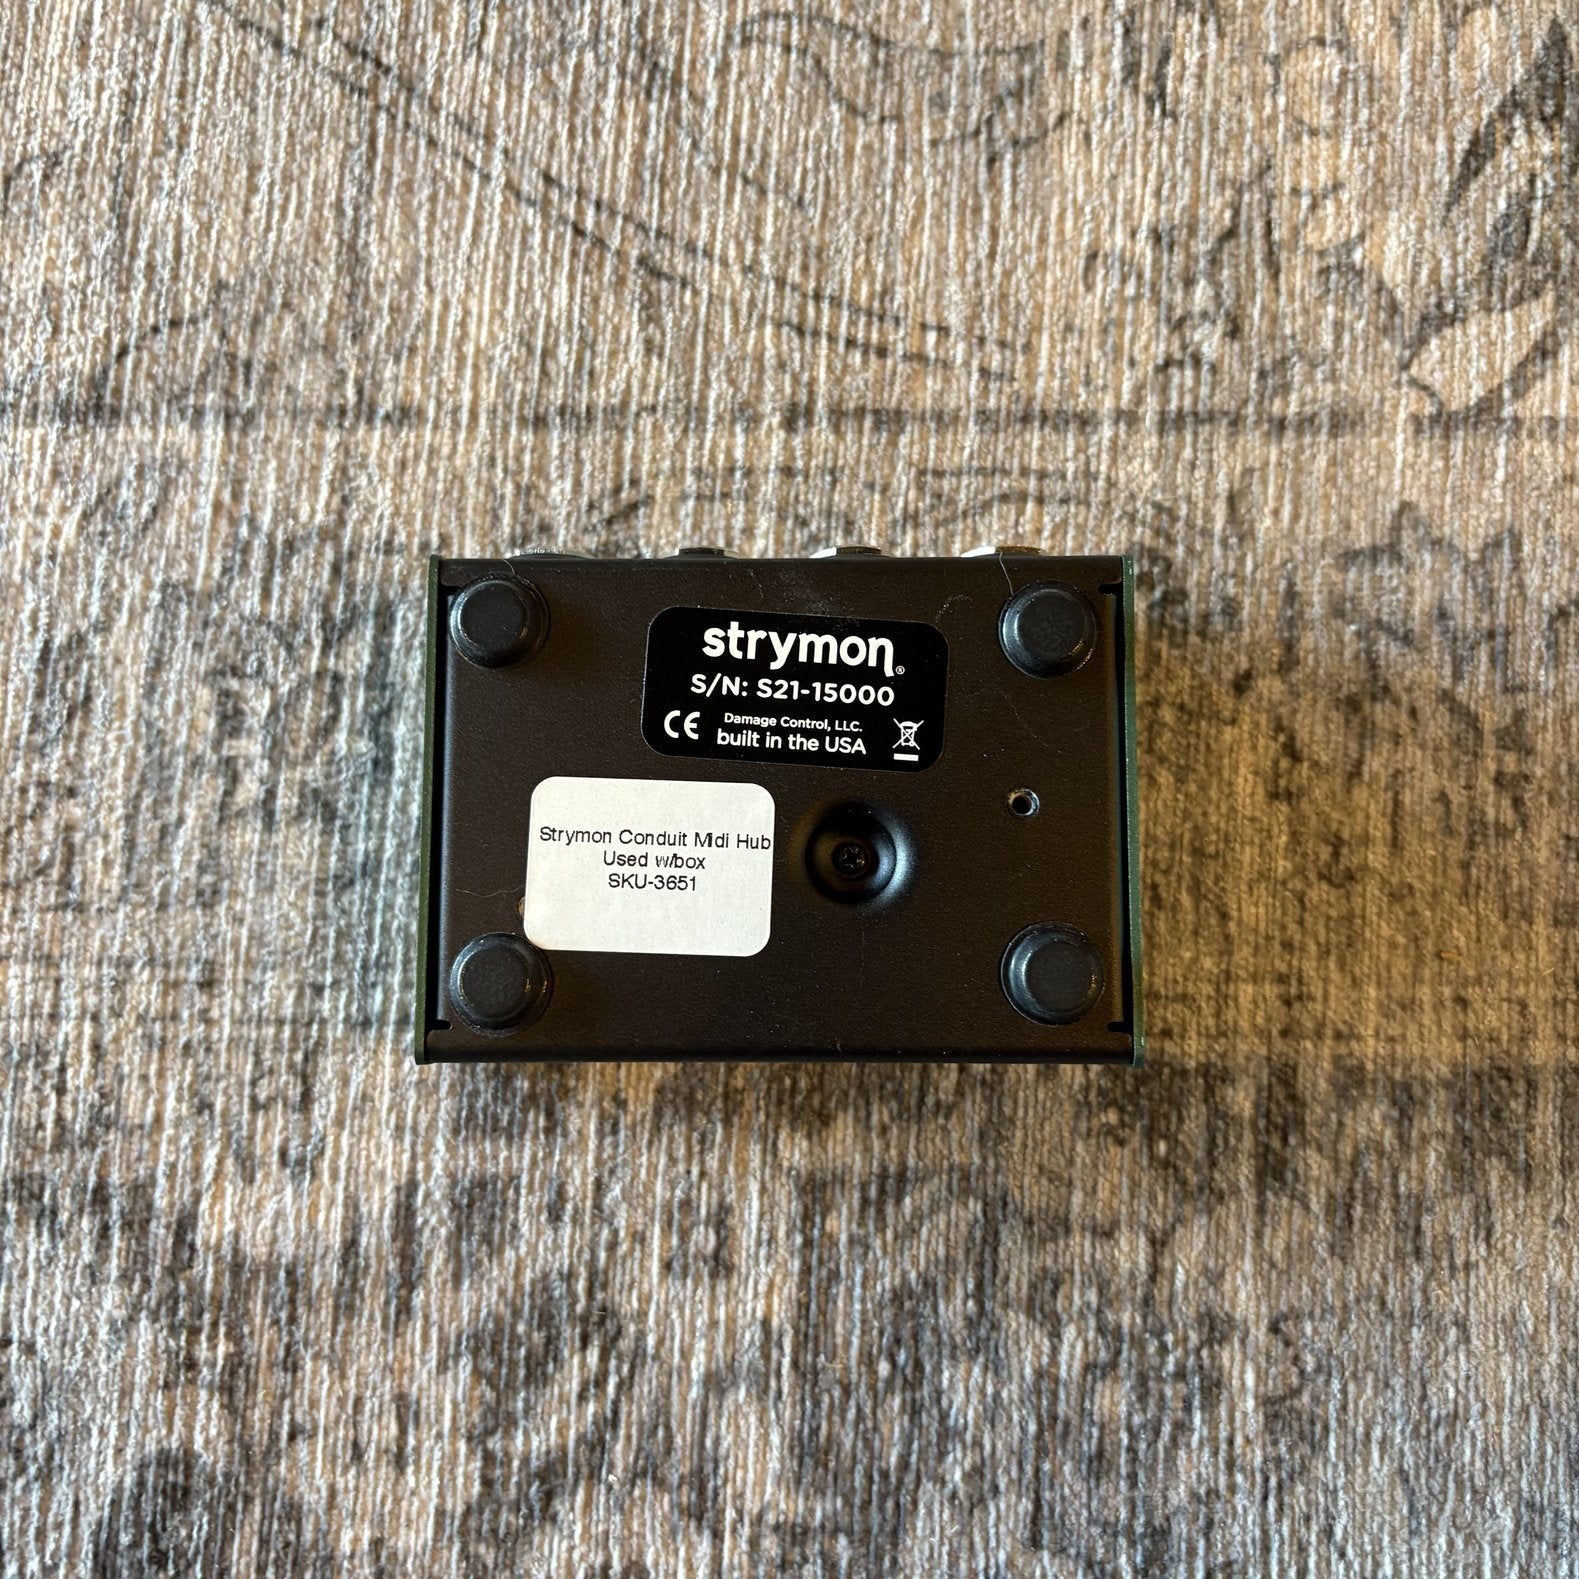 strymon®
S/N: S21-15000
CE
Damage Control, LLC.
built in the USA
Strymon Conduit Midi Hub
Used w/box
SKU-3651